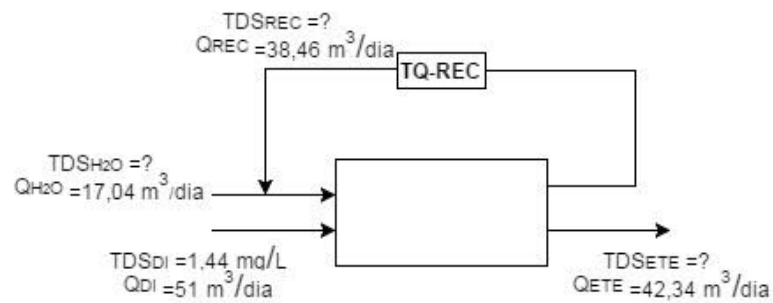 TDSREC =?
QREC =38,46 m³/dia
TQ-REC
TDSH2O =?
QH2O =17,04 m³/dia
TDSDI =1,44 mg/L
QDI =51 m³/dia
TDSETE =?
QETE =42,34 m³/dia